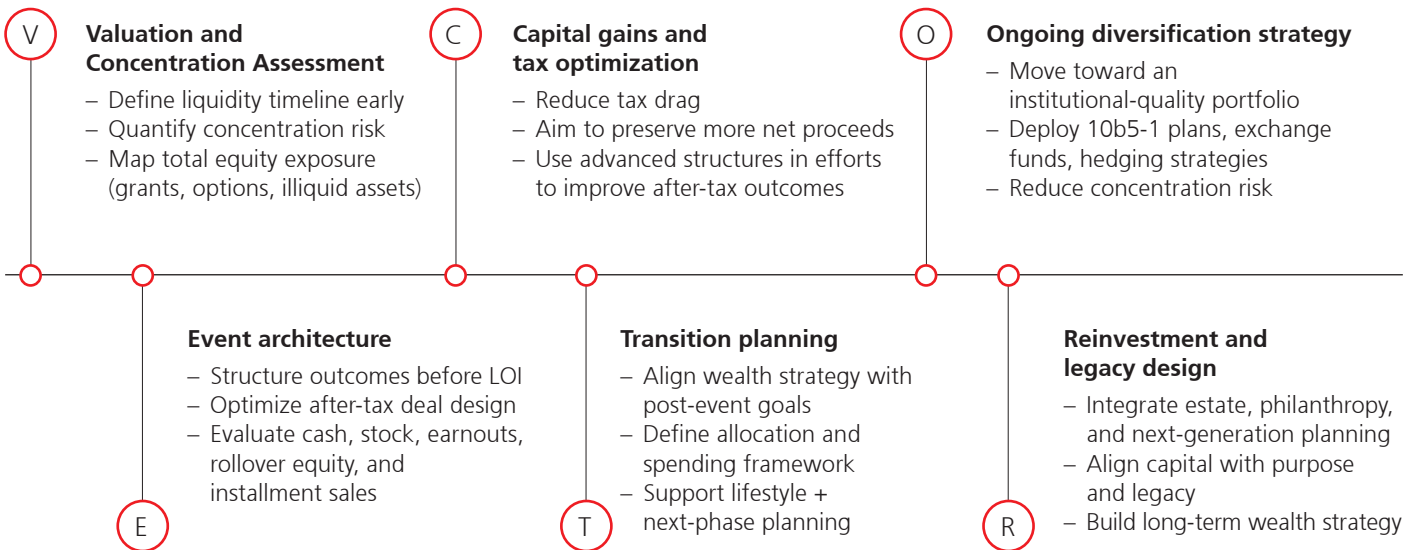 V
Valuation and
Concentration Assessment
– Define liquidity timeline early
– Quantify concentration risk
– Map total equity exposure
(grants, options, illiquid assets)
E
Event architecture
– Structure outcomes before LOI
– Optimize after-tax deal design
– Evaluate cash, stock, earnouts,
rollover equity, and
installment sales
C
Capital gains and
tax optimization
– Reduce tax drag
– Aim to preserve more net proceeds
– Use advanced structures in efforts
to improve after-tax outcomes
T
Transition planning
– Align wealth strategy with
post-event goals
– Define allocation and
spending framework
– Support lifestyle +
next-phase planning
O
Ongoing diversification strategy
– Move toward an
institutional-quality portfolio
– Deploy 10b5-1 plans, exchange
funds, hedging strategies
– Reduce concentration risk
R
Reinvestment and
legacy design
– Integrate estate, philanthropy,
and next-generation planning
– Align capital with purpose
and legacy
– Build long-term wealth strategy